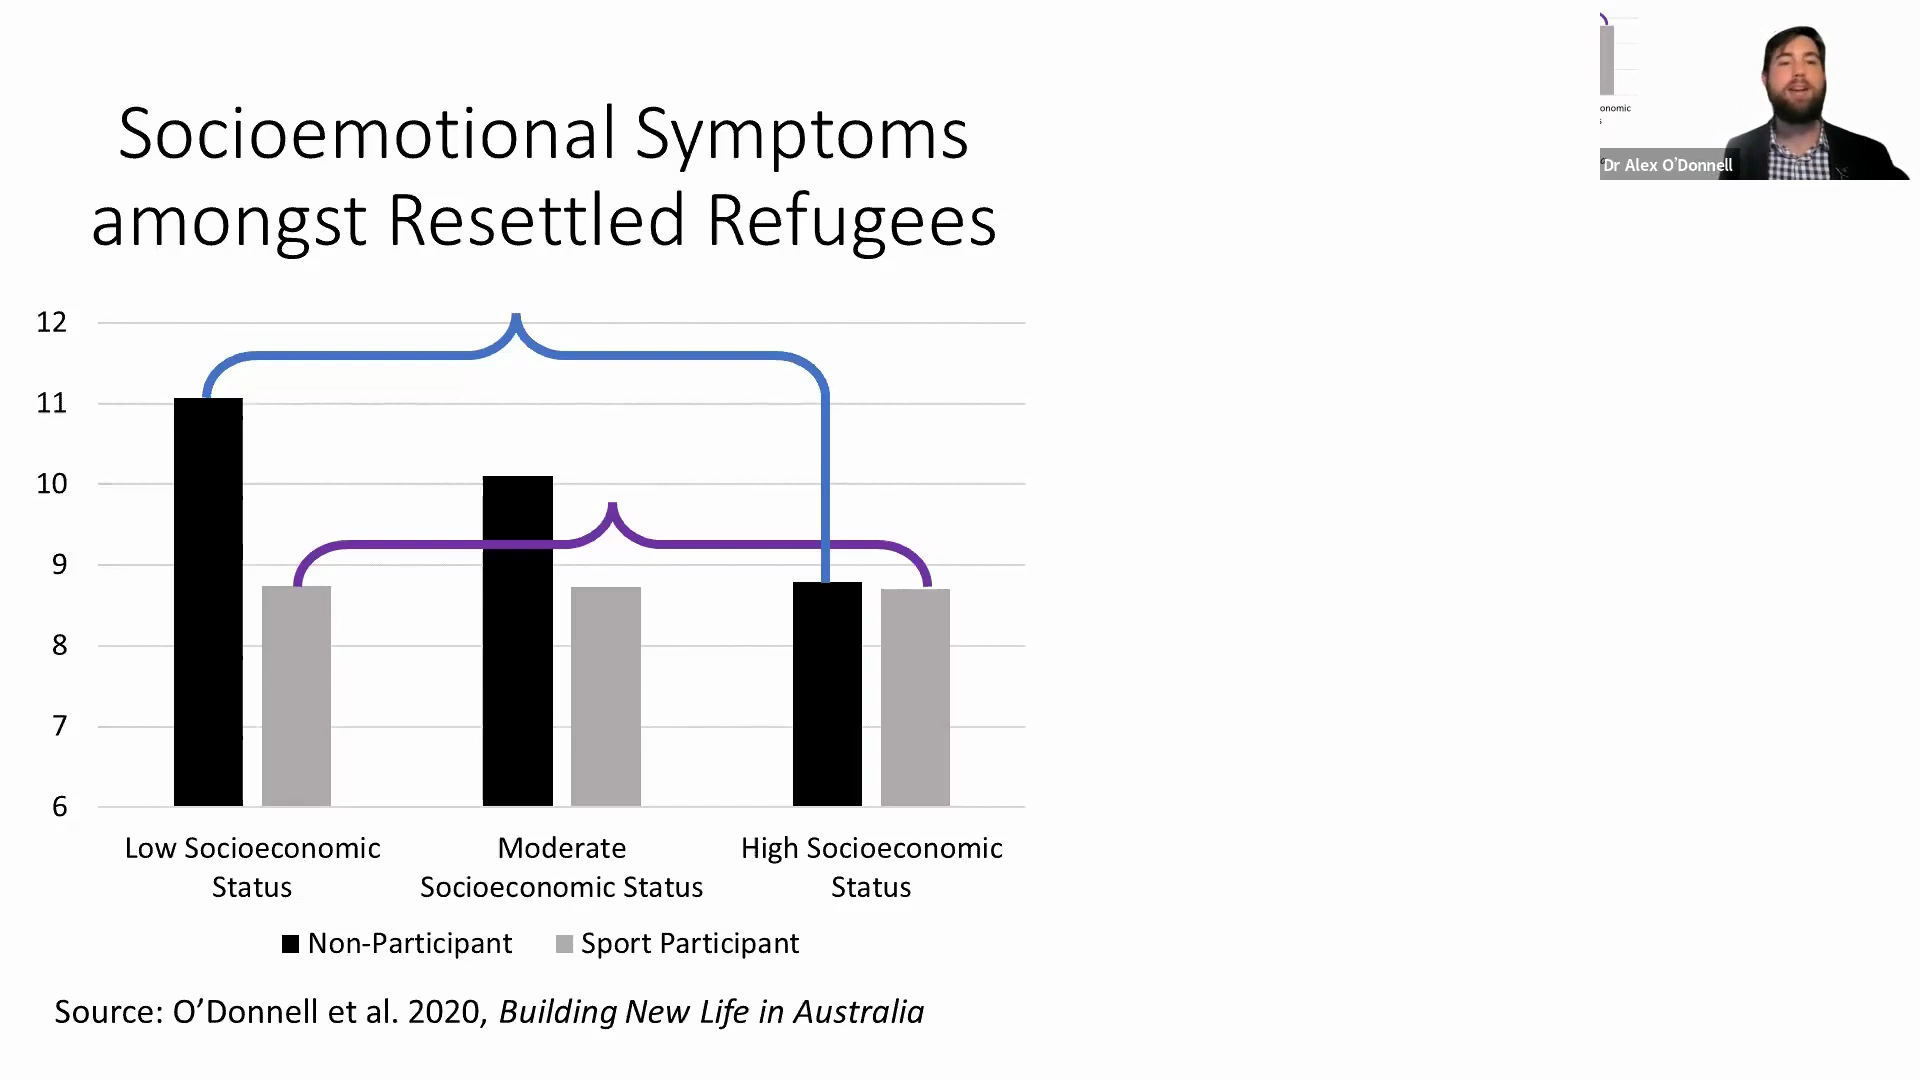 Socioemotional Symptoms
amongst Resettled Refugees
12
11
10
9
8
7
6
Low Socioeconomic
Status
Moderate
Socioeconomic Status
High Socioeconomic
Status
Non-Participant
Sport Participant
Source: O’Donnell et al. 2020, Building New Life in Australia
onomic
s
Dr Alex O'Donnell